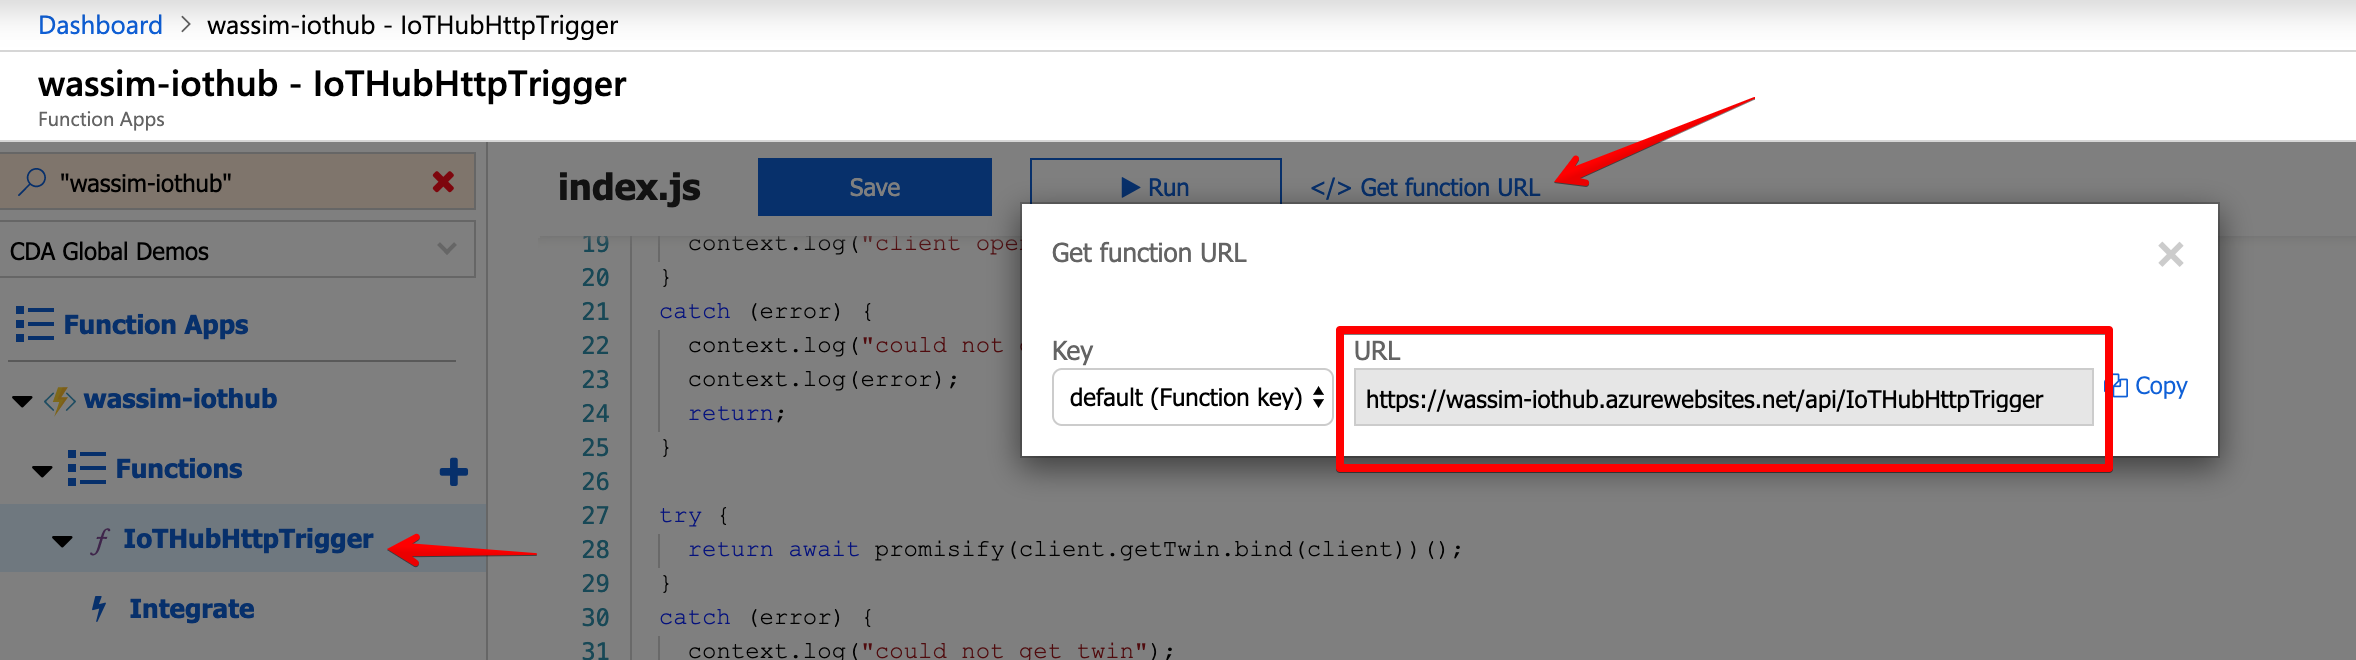 Dashboard > wassim-iothub - IoTHubHttpTrigger
wassim-iothub - IoTHubHttpTrigger
Function Apps
"wassim-iothub"
CDA Global Demos
Function Apps
wassim-iothub
Functions
IoTHubHttpTrigger
Integrate
index.js
Save
Run
</> Get function URL
19 context.log("client
20 }
21 catch (error) {
22 context.log("could not
23 context.log(error);
24 return;
25 }
26
27 try {
28 return await promisify(client.getTwin.bind(client))();
29 }
30 catch (error) {
31 context.log("could not get twin");
Get function URL
Key
default (Function key)
URL
https://wassim-iothub.azurewebsites.net/api/IoTHubHttpTrigger
Copy